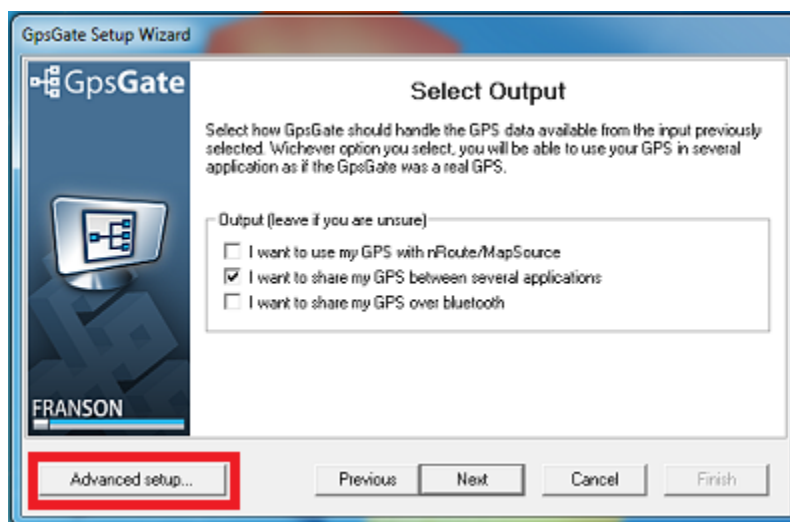 GpsGate Setup Wizard
GpsGate
Select Output
Select how GpsGate should handle the GPS data available from the input previously
selected. Wichever option you select, you will be able to use your GPS in several
application as if the GpsGate was a real GPS.
Output (leave if you are unsure)
I want to use my GPS with nRoute/MapSource
I want to share my GPS between several applications
I want to share my GPS over bluetooth
FRANSON
Advanced setup...
Previous
Next
Cancel
Finish